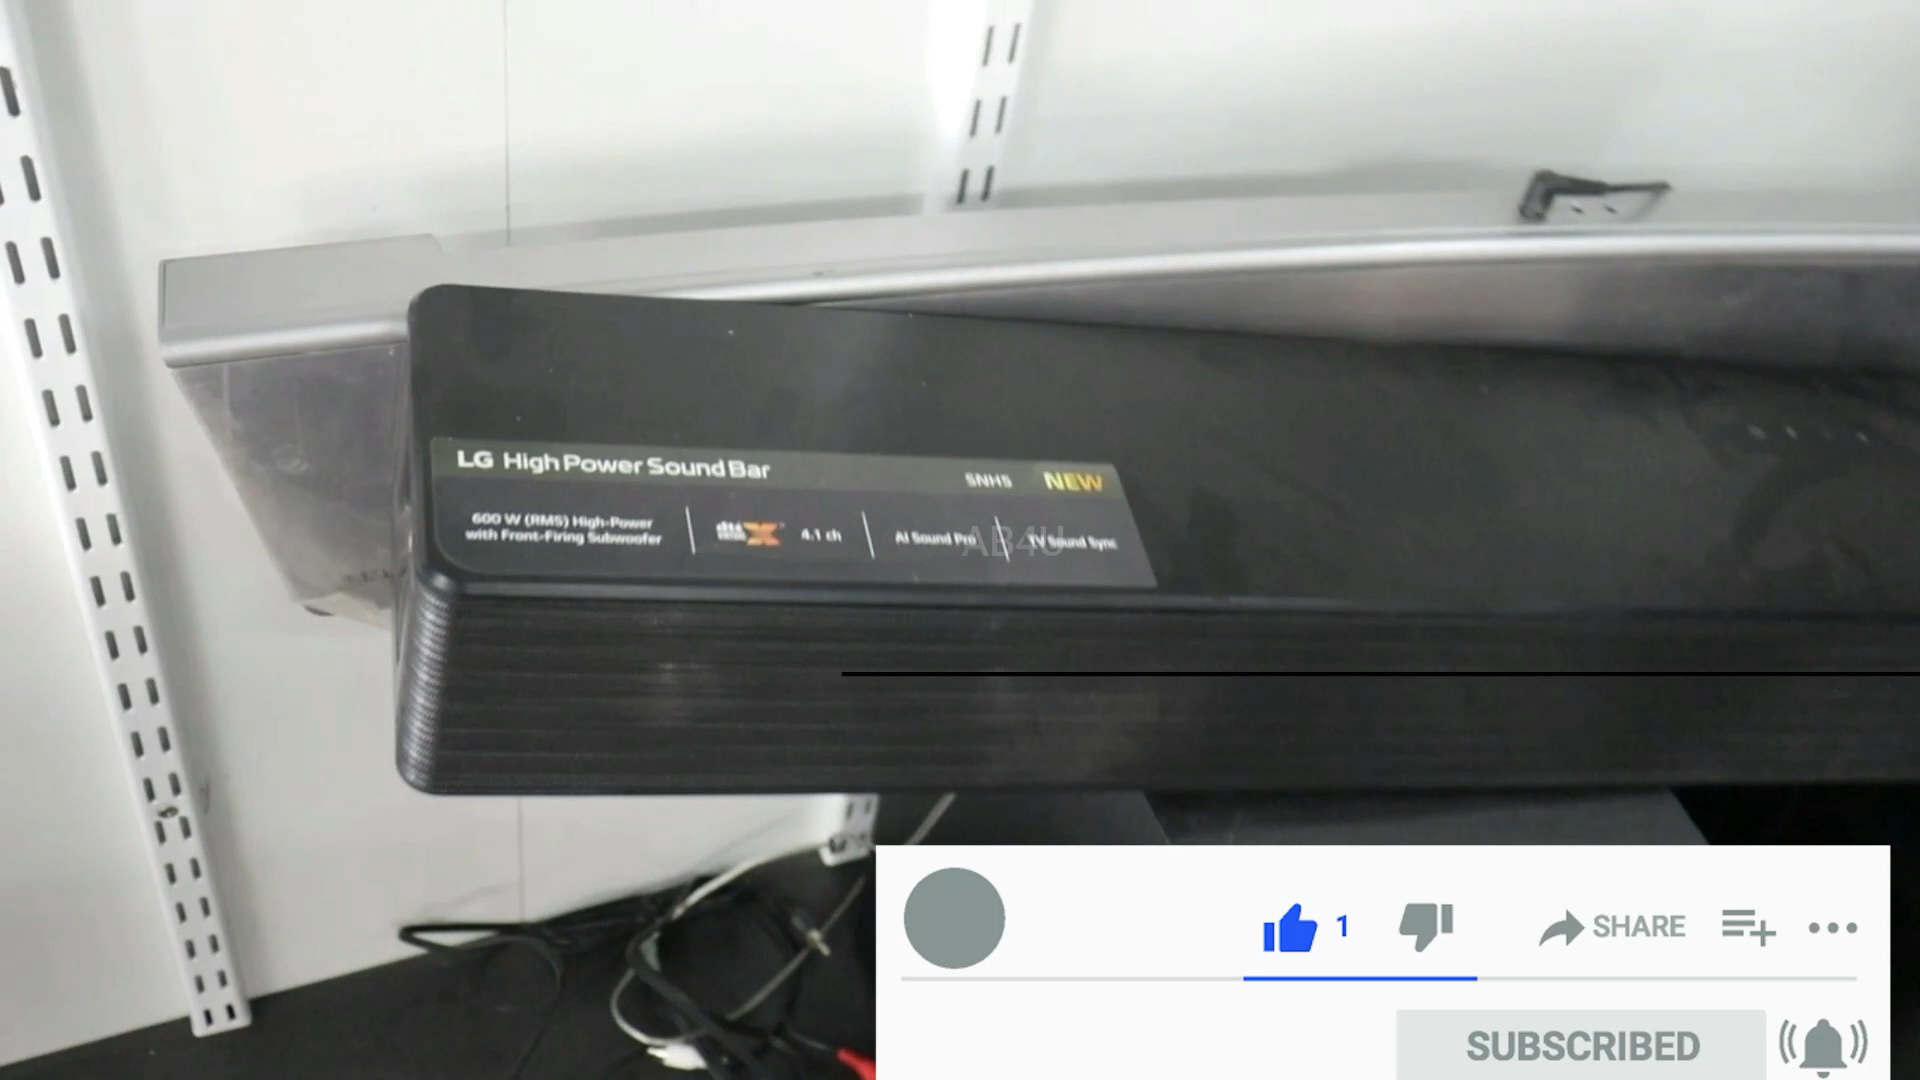 LG High Power Sound Bar
SNH5 NEW
600 W (RMS) High-Power
with Front-Firing Subwoofer
dts X
4.1 ch
AI Sound Pro
TV Sound Sync
AB4U
1
SHARE
SUBSCRIBED